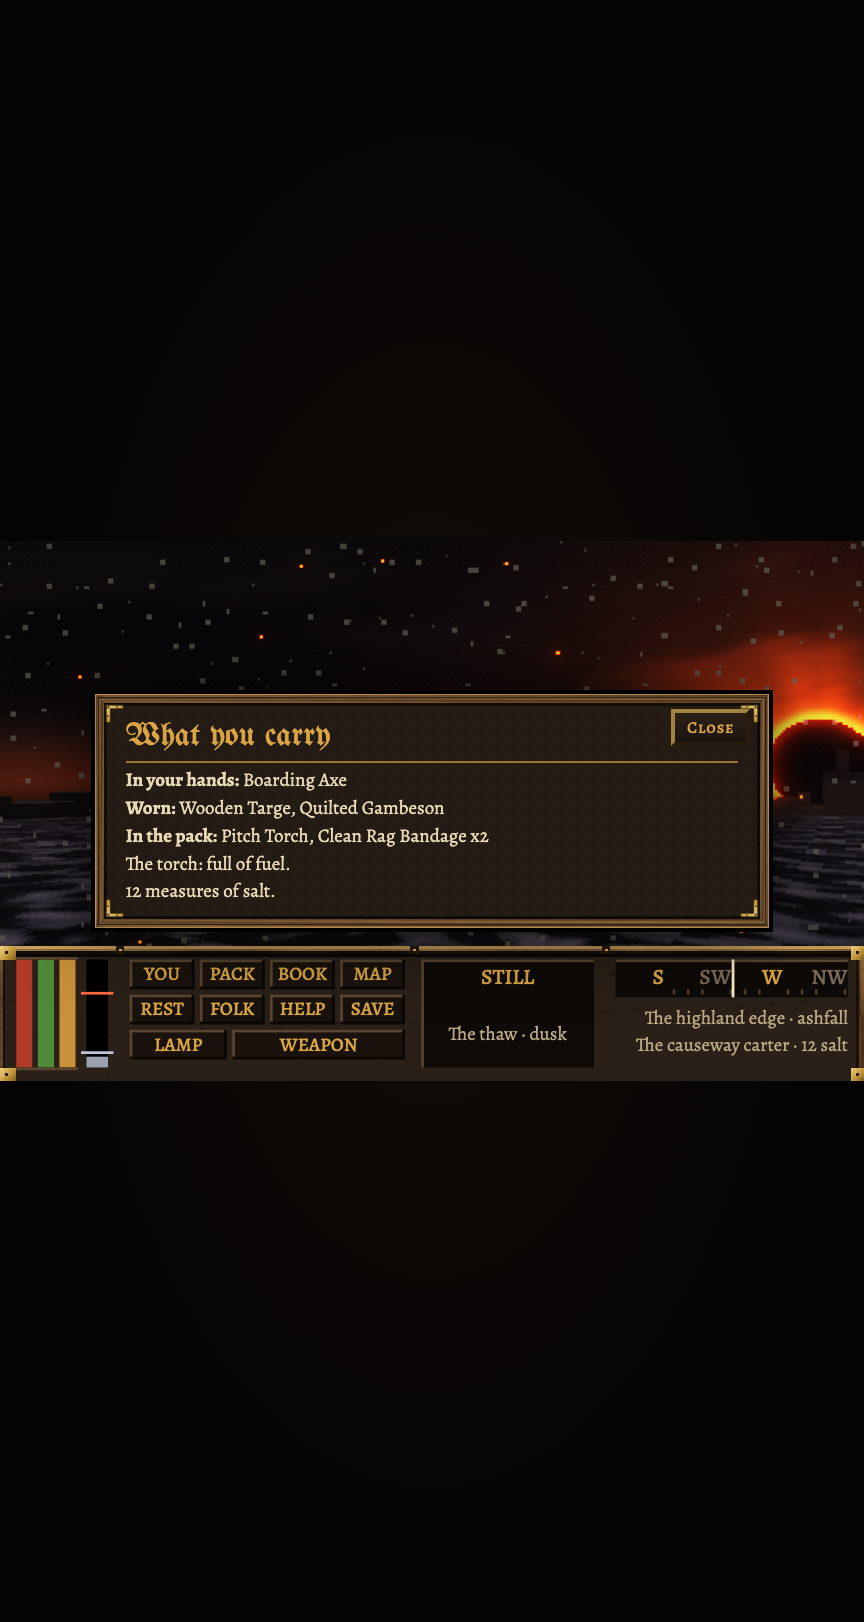 What you carry
Close
In your hands: Boarding Axe
Worn: Wooden Targe, Quilted Gambeson
In the pack: Pitch Torch, Clean Rag Bandage x2
The torch: full of fuel.
12 measures of salt.
YOU PACK BOOK MAP
REST FOLK HELP SAVE
LAMP WEAPON
STILL
The thaw · dusk
S SW W NW
The highland edge · ashfall
The causeway carter · 12 salt